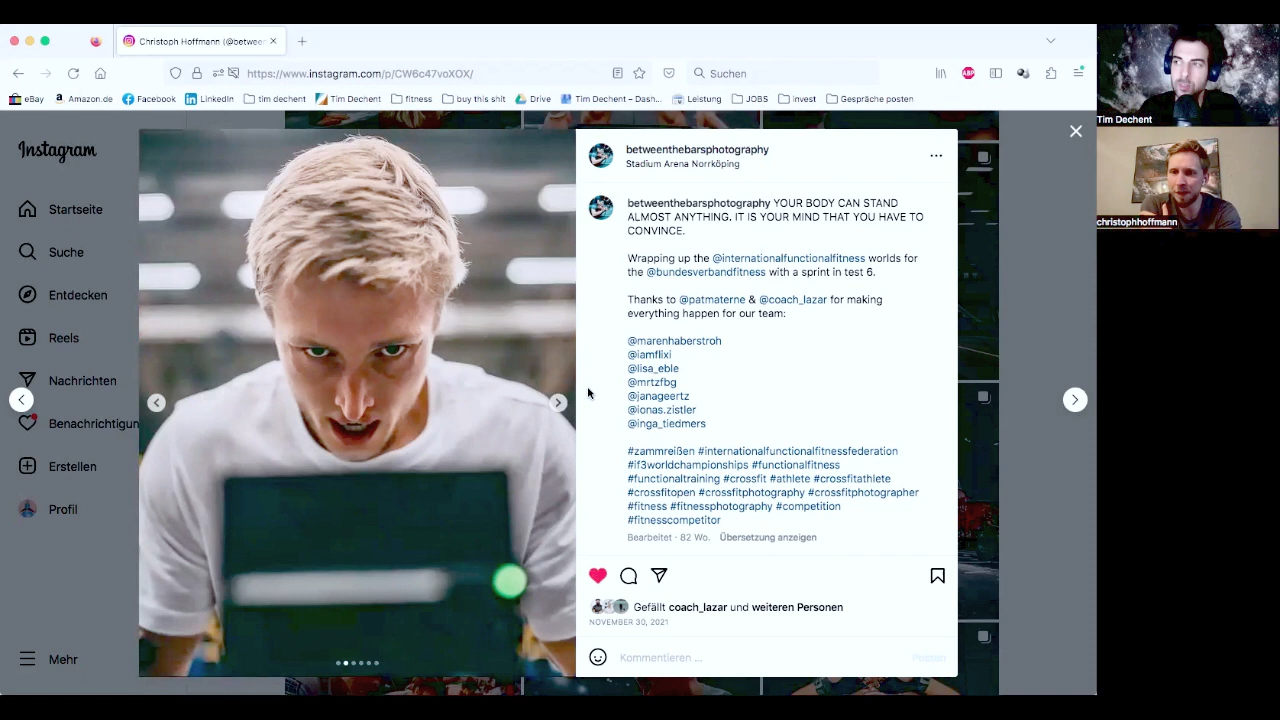 Christoph Hoffmann (@betwee
https://www.instagram.com/p/CW6c47voXOX/
Suchen
ABP
eBay
Amazon.de
Facebook
LinkedIn
tim dechent
Tim Dechent
fitness
buy this shit
Drive
Tim Dechent – Dash...
Leistung
JOBS
invest
Gespräche posten
Tim Dechent
christophhoffmann
Instagram
Startseite
Suche
Entdecken
Reels
Nachrichten
Benachrichtigun
Erstellen
Profil
Mehr
betweenthebarsphotography
Stadium Arena Norrköping
betweenthebarsphotography YOUR BODY CAN STAND
ALMOST ANYTHING. IT IS YOUR MIND THAT YOU HAVE TO
CONVINCE.
Wrapping up the @internationalfunctionalfitness worlds for
the @bundesverbandfitness with a sprint in test 6.
Thanks to @patmaterne & @coach_lazar for making
everything happen for our team:
@marenhaberstroh
@iamflixi
@lisa_eble
@mrtzfbg
@janageertz
@ionas.zistler
@inga_tiedmers
#zammreißen #internationalfunctionalfitnessfederation
#if3worldchampionships #functionalfitness
#functionaltraining #crossfit #athlete #crossfitathlete
#crossfitopen #crossfitphotography #crossfitphotographer
#fitness #fitnessphotography #competition
#fitnesscompetitor
Bearbeitet · 82 Wo. Übersetzung anzeigen
Gefällt coach_lazar und weiteren Personen
NOVEMBER 30, 2021
Kommentieren ...
Posten